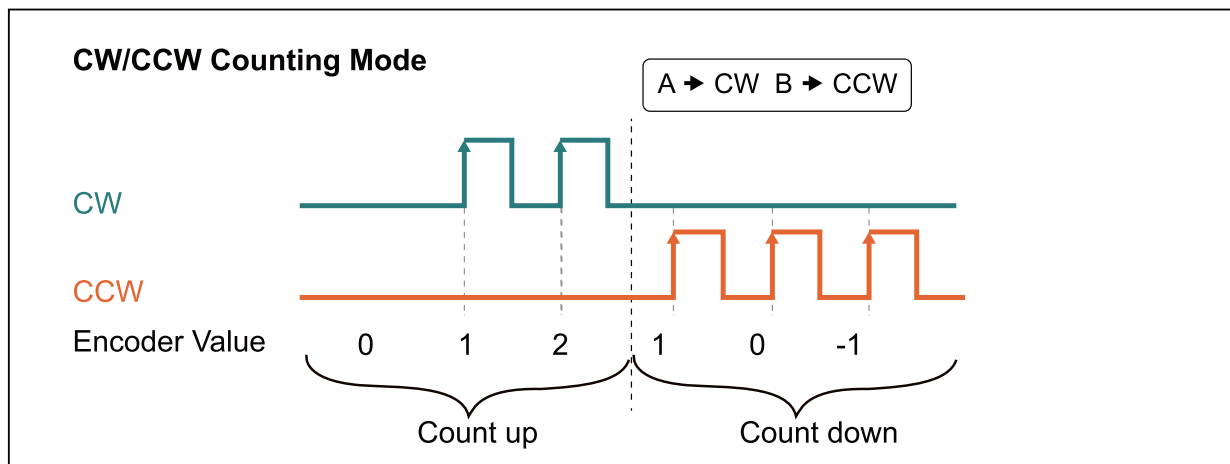 CW/CCW Counting Mode
A → CW B → CCW
CW
CCW
Encoder Value 0 1 2 1 0 -1
Count up Count down